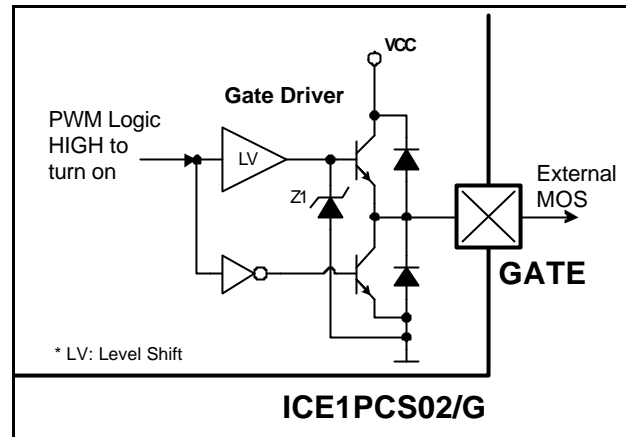 VCC
Gate Driver
PWM Logic
HIGH to
turn on
LV
Z1
External
MOS
GATE
* LV: Level Shift
ICE1PCS02/G